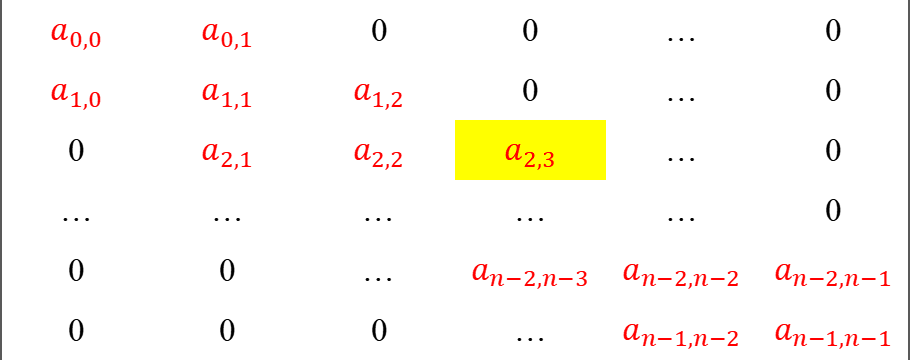 a0,0 a0,1 0 0 … 0
a1,0 a1,1 a1,2 0 … 0
0 a2,1 a2,2 a2,3 … 0
… … … … … 0
0 0 … an−2,n−3 an−2,n−2 an−2,n−1
0 0 0 … an−1,n−2 an−1,n−1